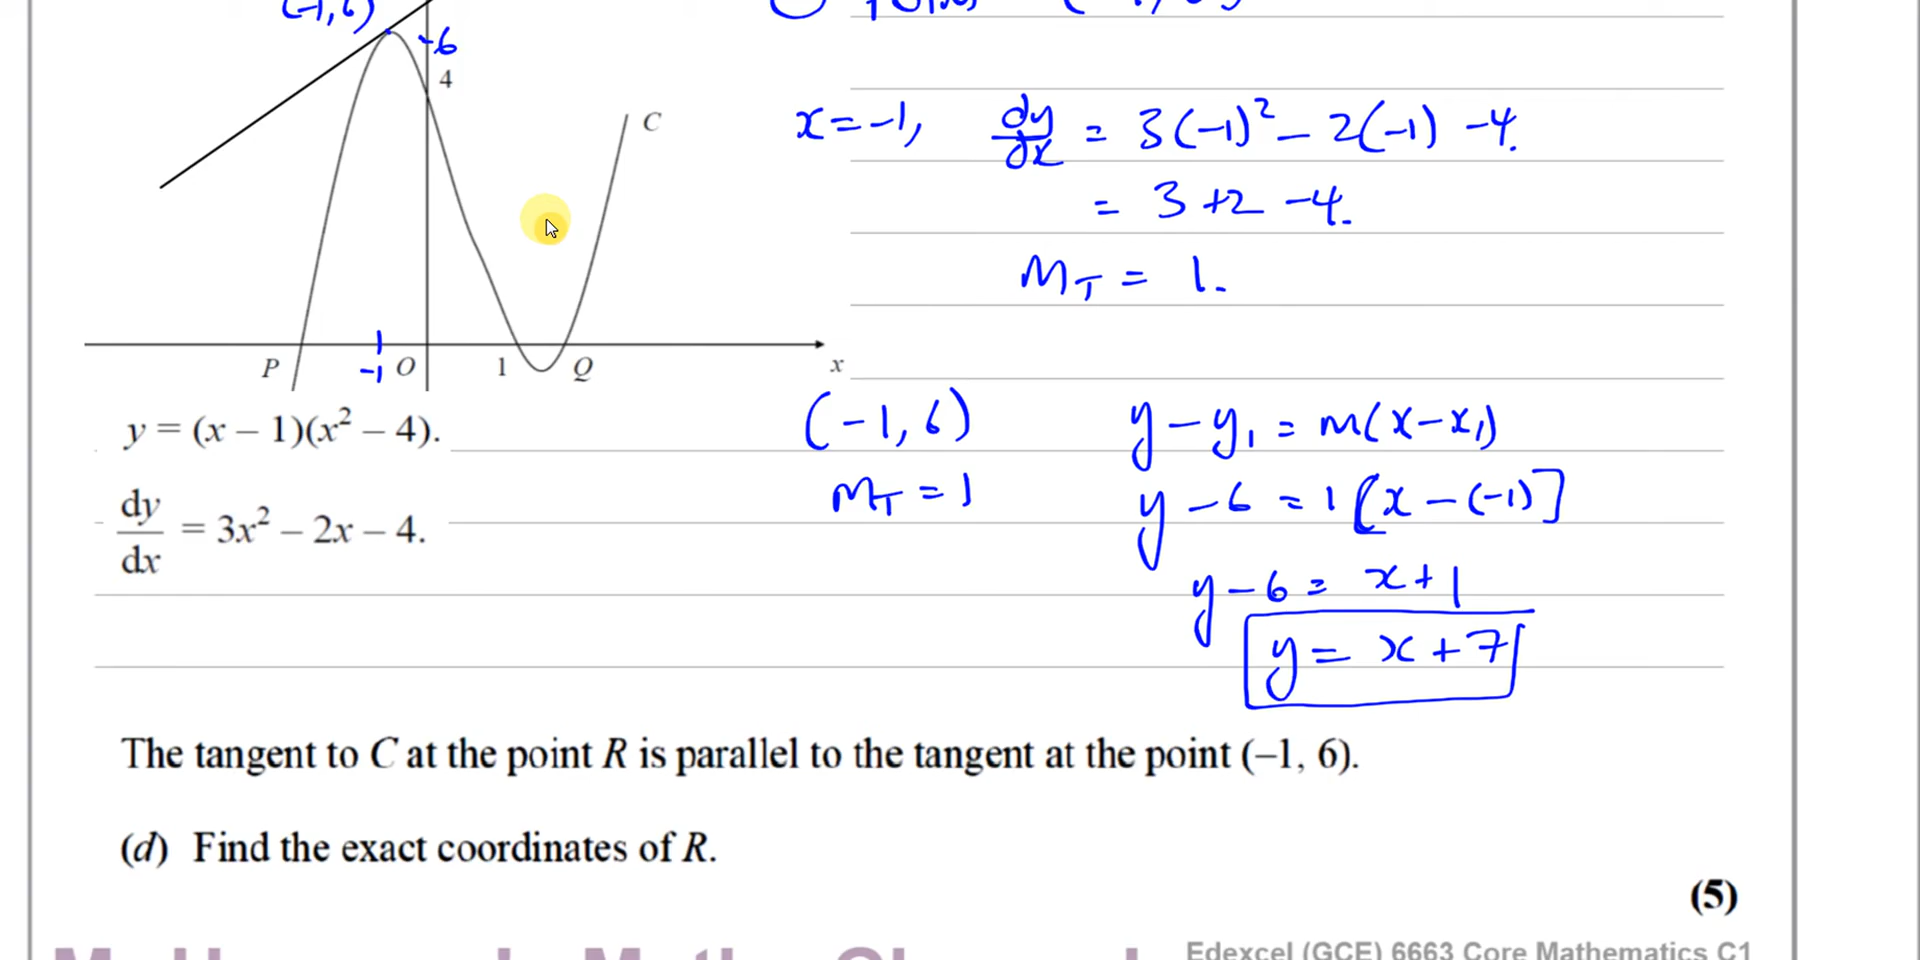 (-1, 6)
-6
4
C
P
-1
O
1
Q
x
x = -1, dy/dx = 3(-1)² - 2(-1) - 4.
= 3 + 2 - 4.
M_T = 1.
y = (x – 1)(x² – 4).
dy/dx = 3x² – 2x – 4.
(-1, 6)
M_T = 1
y - y₁ = m(x - x₁)
y - 6 = 1[x - (-1)]
y - 6 = x + 1
y = x + 7
The tangent to C at the point R is parallel to the tangent at the point (–1, 6).
(d) Find the exact coordinates of R.
(5)
Edexcel (GCE) 6663 Core Mathematics C1